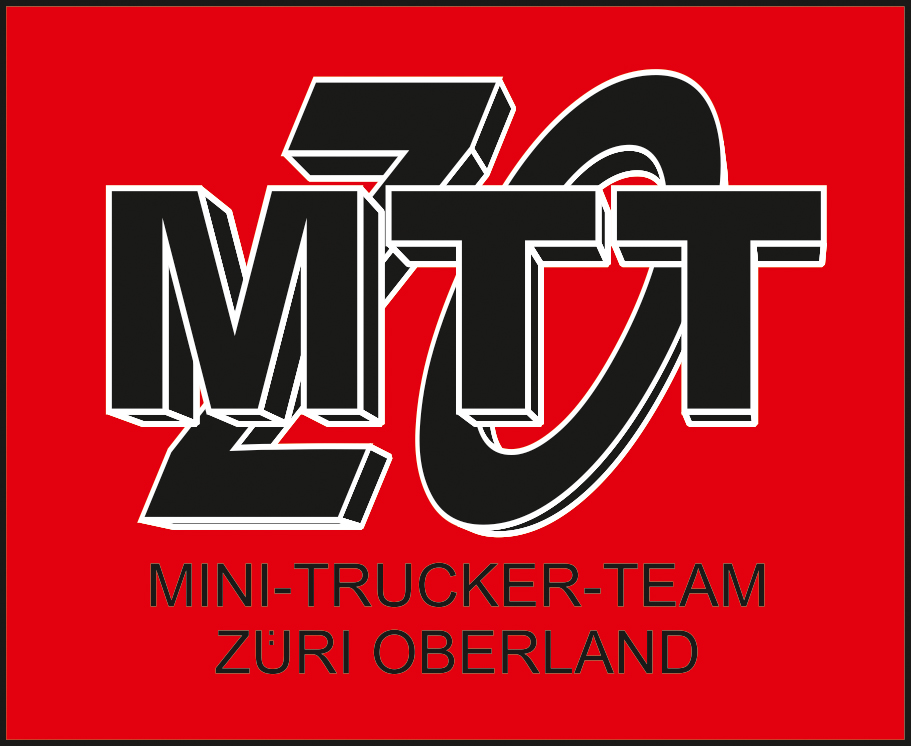 ZO
MTT
MINI-TRUCKER-TEAM
ZÜRI OBERLAND